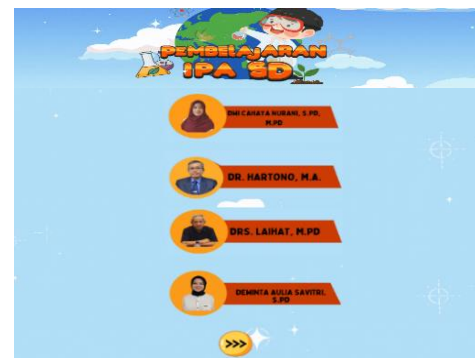 PEMBELAJARAN
IPA SD
DWI CAHAYA NURANI, S.PD,
M.PD
DR. HARTONO, M.A.
DRS. LAIHAT, M.PD
DEMINTA AULIA SAVITRI,
S.PD
>>>